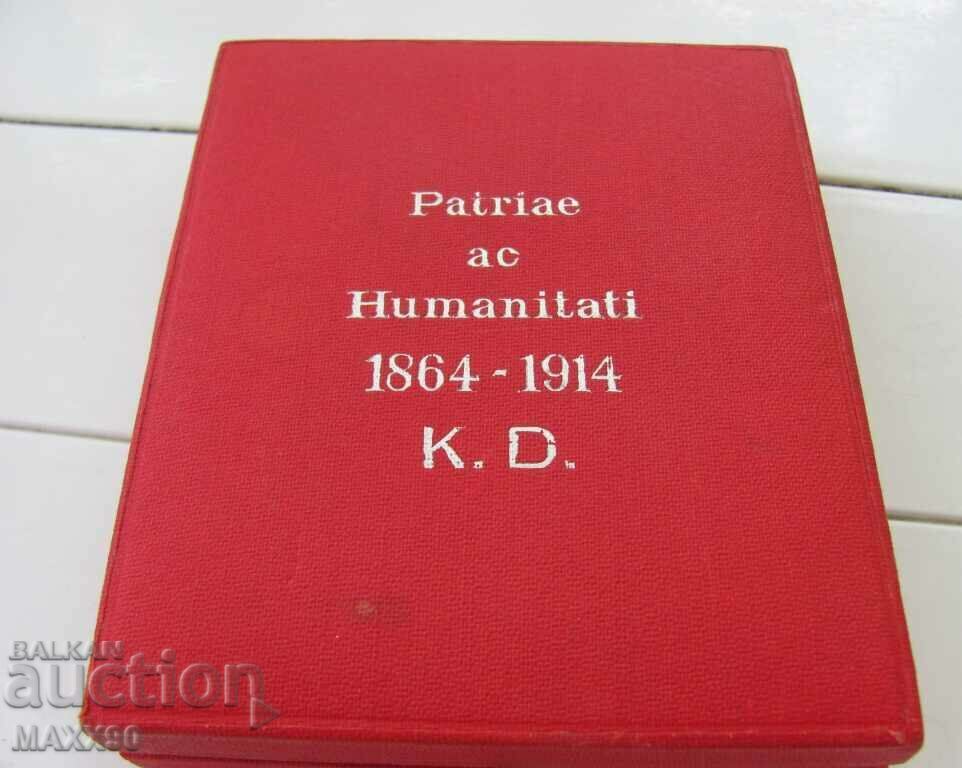 Patriae
ac
Humanitati
1864 - 1914
K. D.
BALKAN
auction
MAXX90